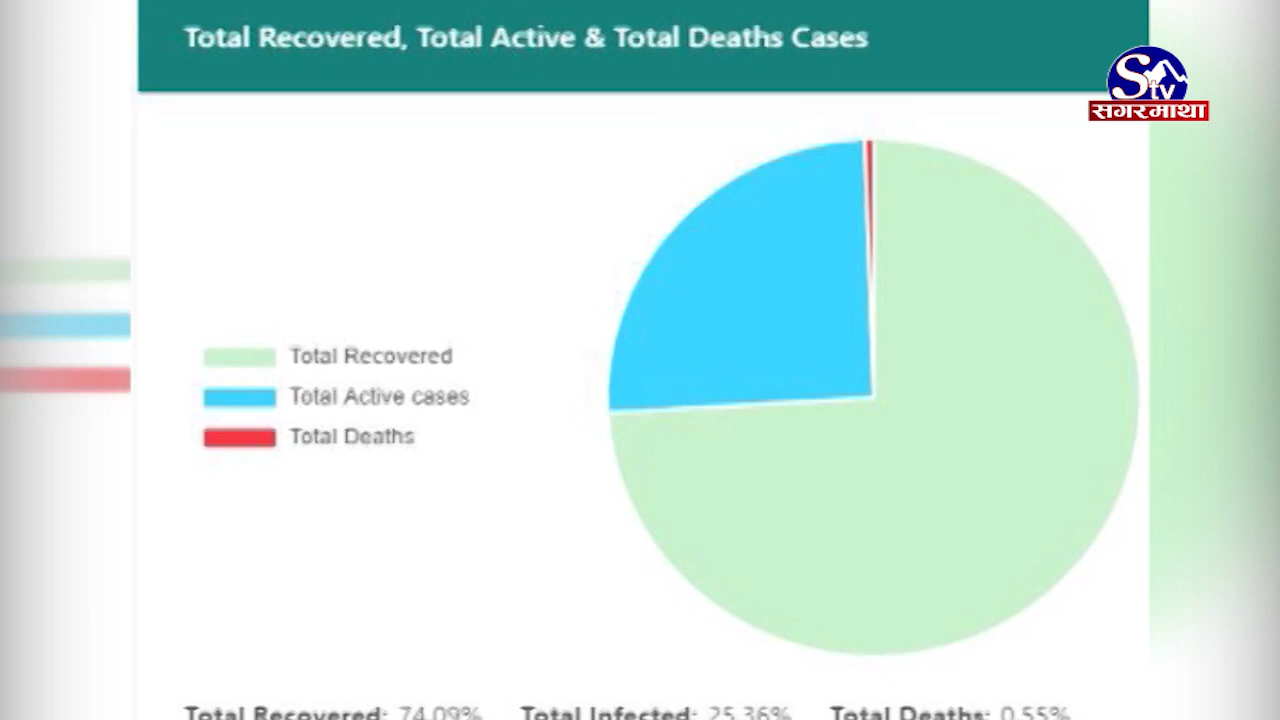 Total Recovered, Total Active & Total Deaths Cases
S
tv
सगरमाथा
Total Recovered
Total Active cases
Total Deaths
Total Recovered: 74.09% Total Infected: 25.36% Total Deaths: 0.55%